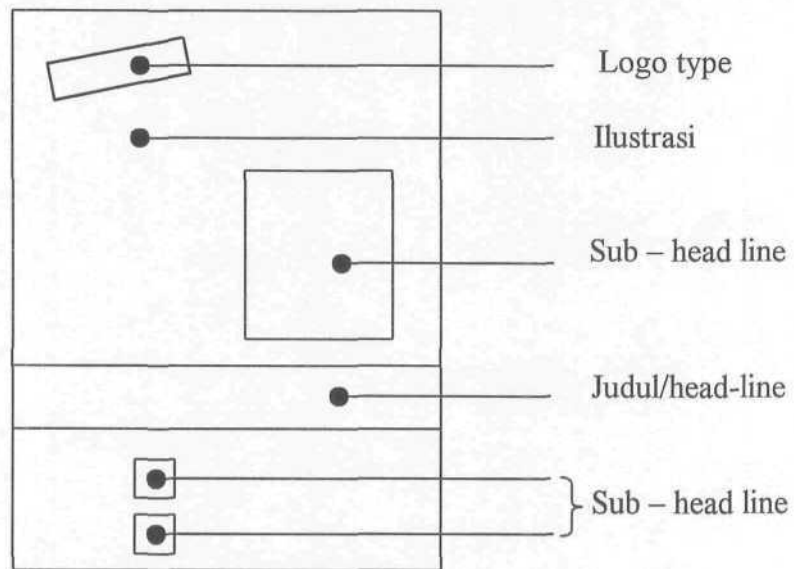 Logo type
Ilustrasi
Sub – head line
Judul/head-line
Sub – head line